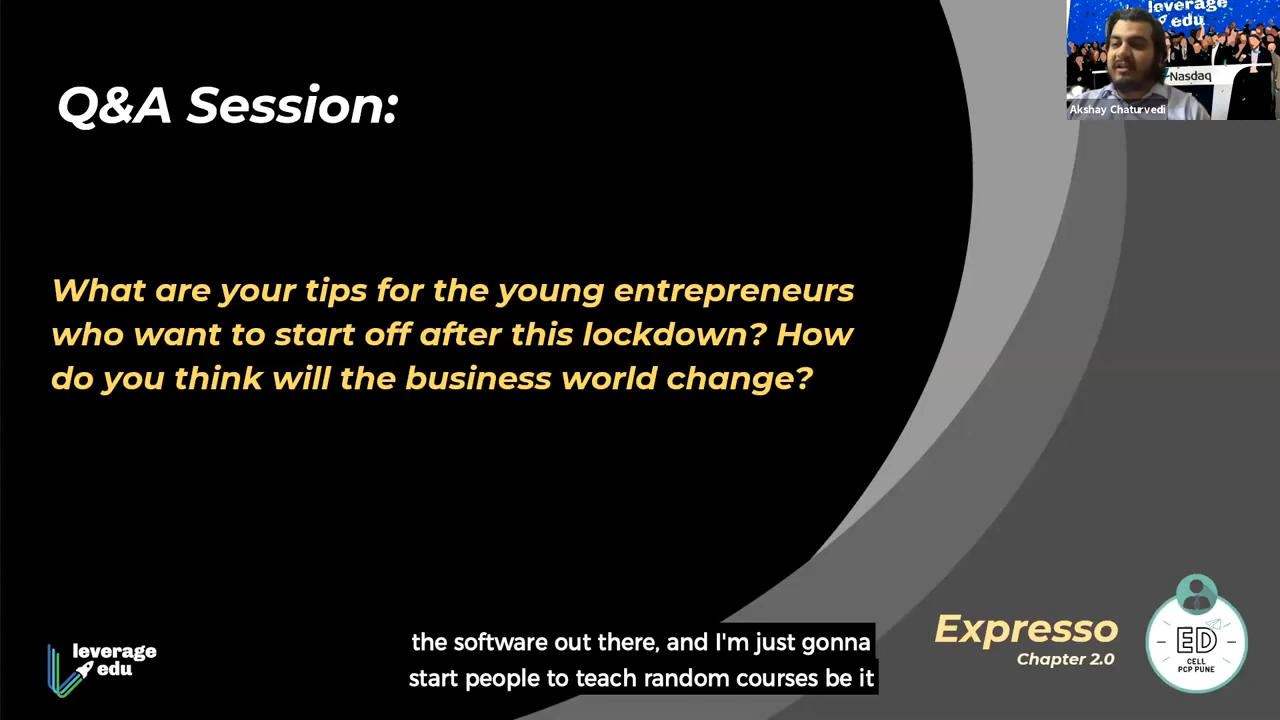 leverage
edu
Nasdaq
Akshay Chaturvedi
Q&A Session:
What are your tips for the young entrepreneurs
who want to start off after this lockdown? How
do you think will the business world change?
the software out there, and I'm just gonna
start people to teach random courses be it
leverage
edu
Expresso
Chapter 2.0
ED
CELL
PCP PUNE